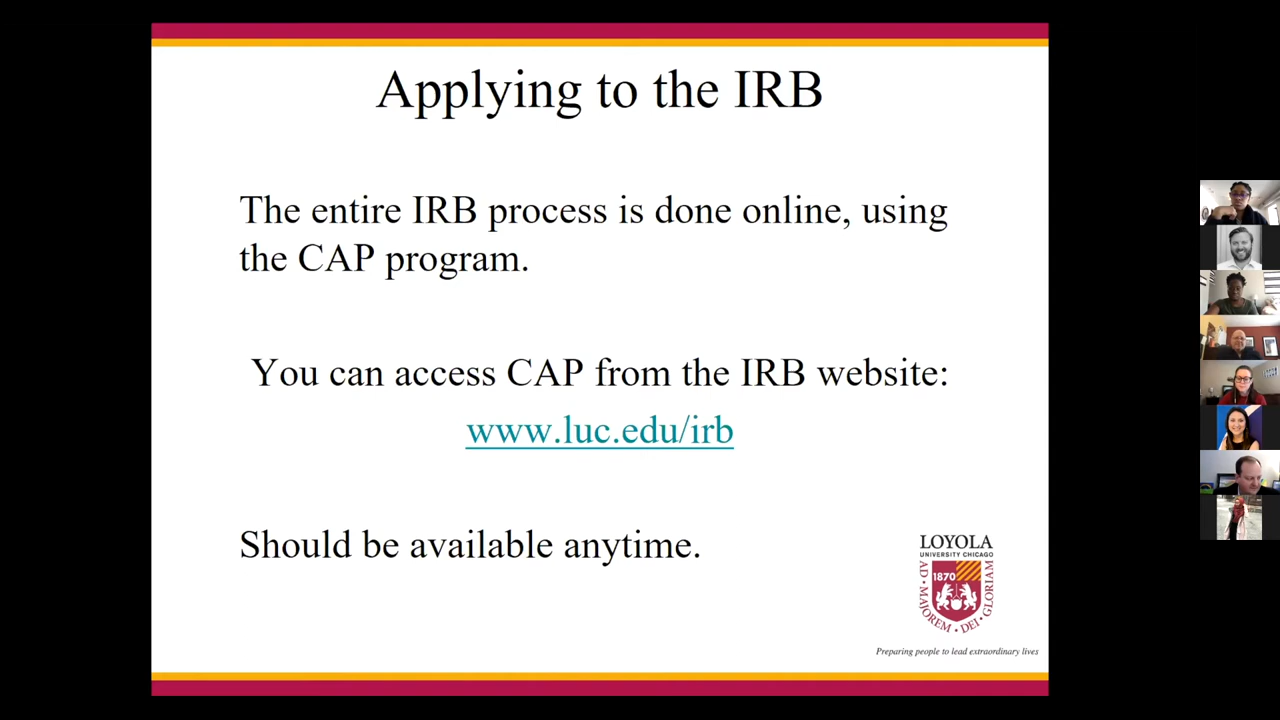 Applying to the IRB
The entire IRB process is done online, using
the CAP program.
You can access CAP from the IRB website:
www.luc.edu/irb
Should be available anytime.
LOYOLA
UNIVERSITY CHICAGO
1870
AD • MAJOREM • DEI • GLORIAM
Preparing people to lead extraordinary lives